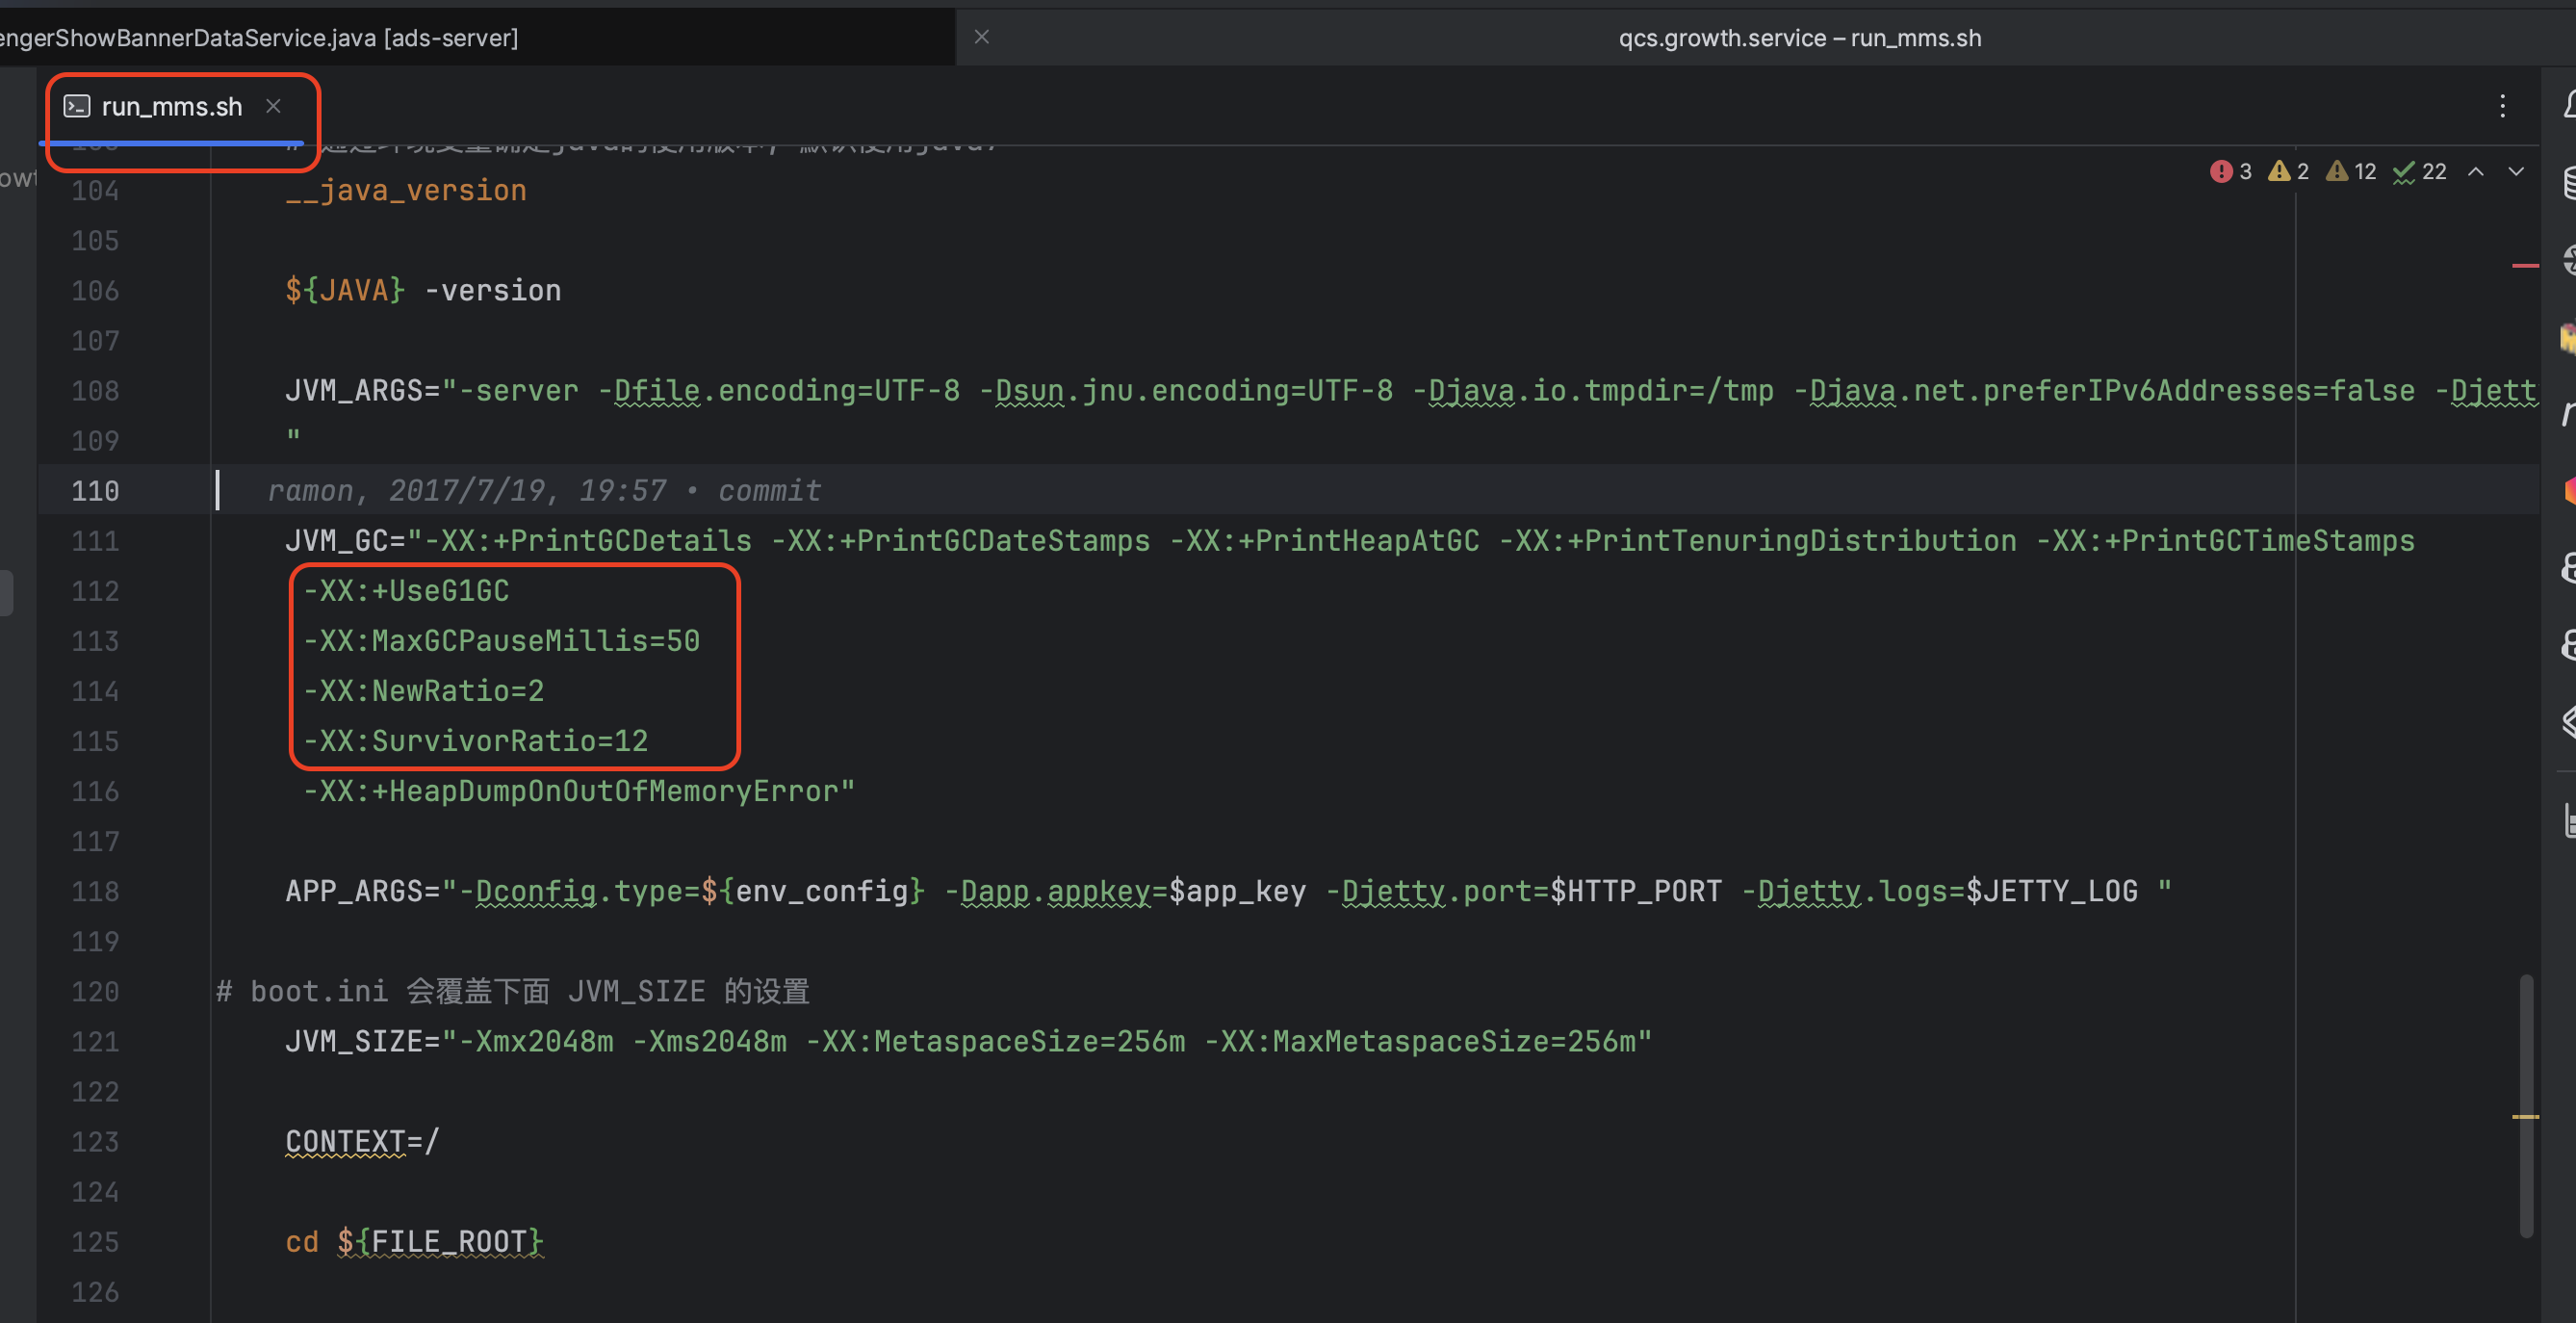 engerShowBannerDataService.java [ads-server]
qcs.growth.service – run_mms.sh
run_mms.sh
3 2 12 22
104 __java_version
105
106 ${JAVA} -version
107
108 JVM_ARGS="-server -Dfile.encoding=UTF-8 -Dsun.jnu.encoding=UTF-8 -Djava.io.tmpdir=/tmp -Djava.net.preferIPv6Addresses=false -Djett
109 "
110 ramon, 2017/7/19, 19:57 • commit
111 JVM_GC="-XX:+PrintGCDetails -XX:+PrintGCDateStamps -XX:+PrintHeapAtGC -XX:+PrintTenuringDistribution -XX:+PrintGCTimeStamps
112 -XX:+UseG1GC
113 -XX:MaxGCPauseMillis=50
114 -XX:NewRatio=2
115 -XX:SurvivorRatio=12
116 -XX:+HeapDumpOnOutOfMemoryError"
117
118 APP_ARGS="-Dconfig.type=${env_config} -Dapp.appkey=$app_key -Djetty.port=$HTTP_PORT -Djetty.logs=$JETTY_LOG "
119
120 # boot.ini 会覆盖下面 JVM_SIZE 的设置
121 JVM_SIZE="-Xmx2048m -Xms2048m -XX:MetaspaceSize=256m -XX:MaxMetaspaceSize=256m"
122
123 CONTEXT=/
124
125 cd ${FILE_ROOT}
126